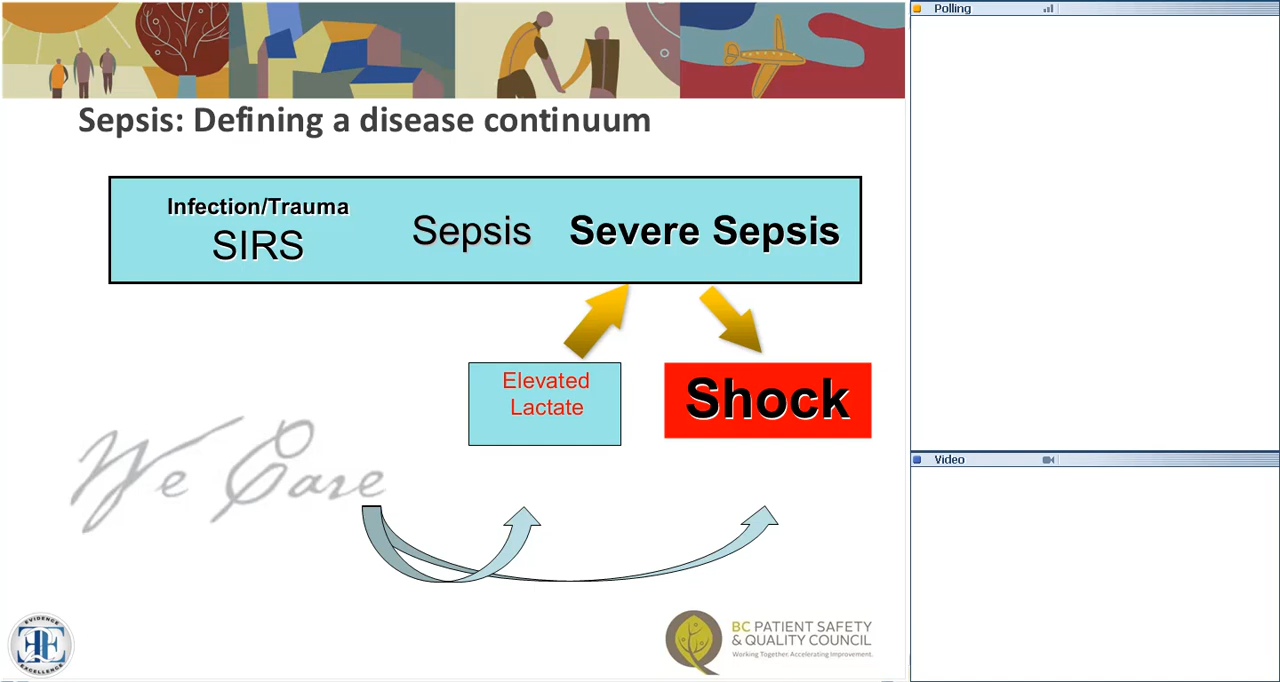 Polling
Sepsis: Defining a disease continuum
Infection/Trauma
SIRS
Sepsis
Severe Sepsis
Elevated
Lactate
Shock
Video
We Care
EVIDENCE
EXCELLENCE
BC PATIENT SAFETY
& QUALITY COUNCIL
Working Together. Accelerating Improvement.